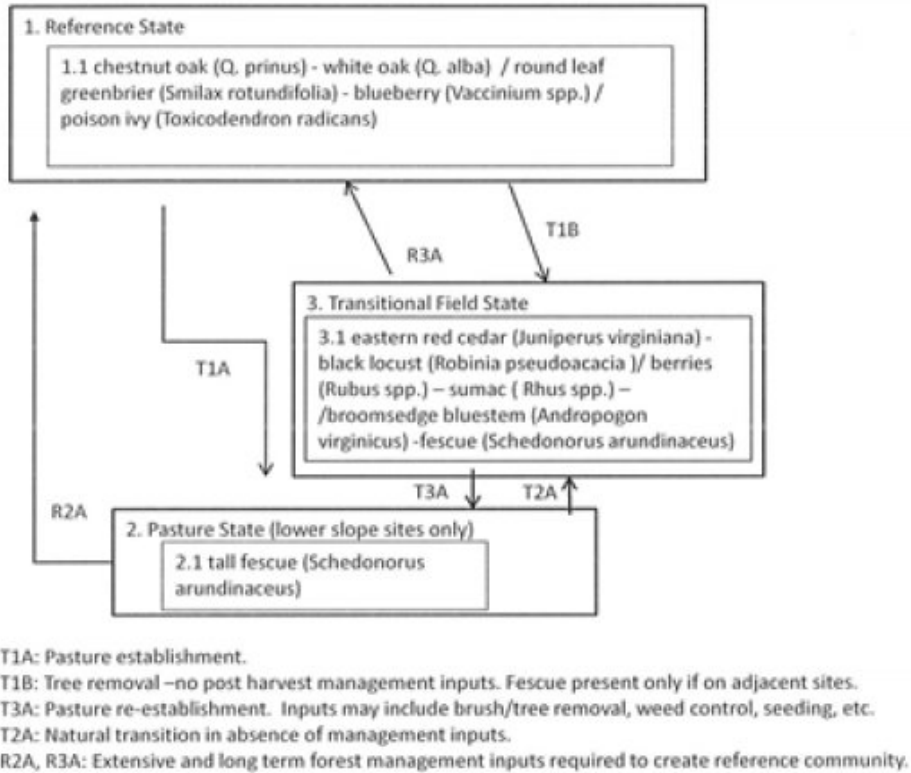 1. Reference State
1.1 chestnut oak (Q. prinus) - white oak (Q. alba)  / round leaf
greenbrier (Smilax rotundifolia) - blueberry (Vaccinium spp.) /
poison ivy (Toxicodendron radicans)
T1B
R3A
3. Transitional Field State
3.1 eastern red cedar (Juniperus virginiana) -
black locust (Robinia pseudoacacia )/ berries
(Rubus spp.) – sumac ( Rhus spp.) –
/broomsedge bluestem (Andropogon
virginicus) -fescue (Schedonorus arundinaceus)
T1A
T3A
T2A
R2A
2. Pasture State (lower slope sites only)
2.1 tall fescue (Schedonorus
arundinaceus)
T1A: Pasture establishment.
T1B: Tree removal –no post harvest management inputs. Fescue present only if on adjacent sites.
T3A: Pasture re-establishment.  Inputs may include brush/tree removal, weed control, seeding, etc.
T2A: Natural transition in absence of management inputs.
R2A, R3A: Extensive and long term forest management inputs required to create reference community.